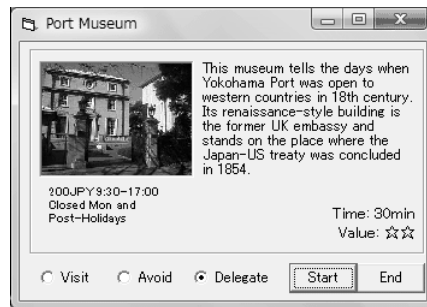 Port Museum
This museum tells the days when
Yokohama Port was open to
western countries in 18th century.
Its renaissance-style building is
the former UK embassy and
stands on the place where the
Japan-US treaty was concluded
in 1854.
200JPY 9:30-17:00
Closed Mon and
Post-Holidays
Time: 30min
Value: ☆☆
Visit Avoid Delegate Start End